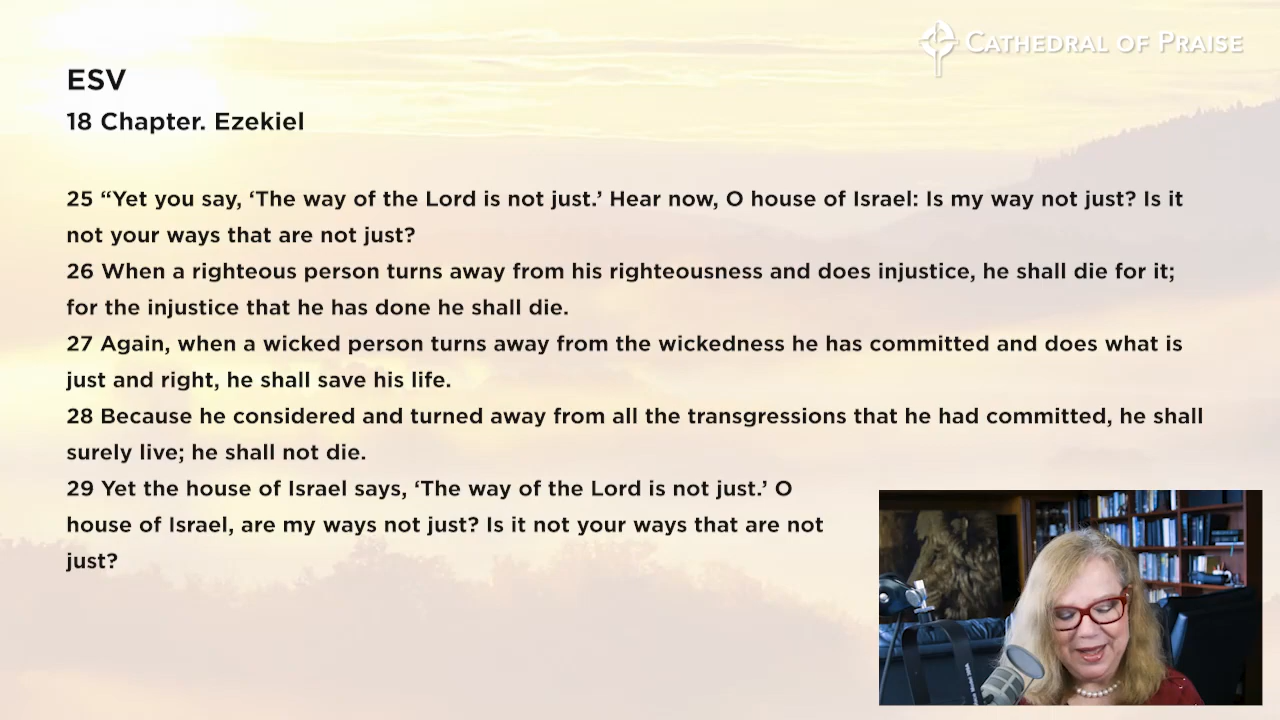 CATHEDRAL OF PRAISE
ESV
18 Chapter. Ezekiel
25 “Yet you say, ‘The way of the Lord is not just.’ Hear now, O house of Israel: Is my way not just? Is it
not your ways that are not just?
26 When a righteous person turns away from his righteousness and does injustice, he shall die for it;
for the injustice that he has done he shall die.
27 Again, when a wicked person turns away from the wickedness he has committed and does what is
just and right, he shall save his life.
28 Because he considered and turned away from all the transgressions that he had committed, he shall
surely live; he shall not die.
29 Yet the house of Israel says, ‘The way of the Lord is not just.’ O
house of Israel, are my ways not just? Is it not your ways that are not
just?